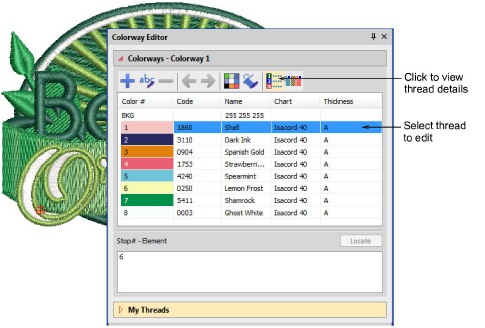 Colorway Editor
Colorways - Colorway 1
Color # Code Name Chart Thickness
BKG 255 255 255
1 1860 Shell Isacord 40 A
2 3110 Dark Ink Isacord 40 A
3 0904 Spanish Gold Isacord 40 A
4 1753 Strawberri... Isacord 40 A
5 4240 Spearmint Isacord 40 A
6 0250 Lemon Frost Isacord 40 A
7 5411 Shamrock Isacord 40 A
8 0003 Ghost White Isacord 40 A
Stop# - Element
Locate
6
My Threads
Click to view
thread details
Select thread
to edit